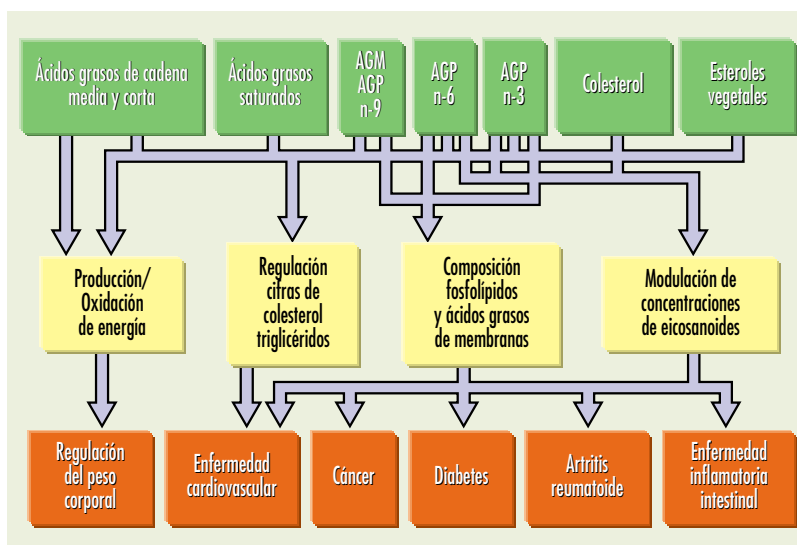 Ácidos grasos de cadena
media y corta
Ácidos grasos
saturados
AGM
AGP
n-9
AGP
n-6
AGP
n-3
Colesterol
Esteroles
vegetales
Producción/
Oxidación
de energía
Regulación
cifras de
colesterol
triglicéridos
Composición
fosfolípidos
y ácidos grasos
de membranas
Modulación de
concentraciones
de eicosanoides
Regulación
del peso
corporal
Enfermedad
cardiovascular
Cáncer
Diabetes
Artritis
reumatoide
Enfermedad
inflamatoria
intestinal